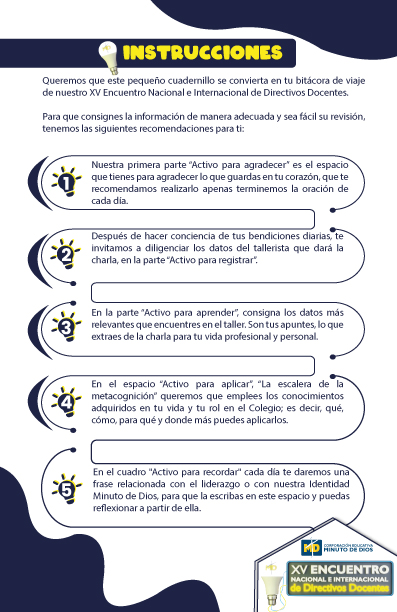 INSTRUCCIONES
Queremos que este pequeño cuadernillo se convierta en tu bitácora de viaje
de nuestro XV Encuentro Nacional e Internacional de Directivos Docentes.
Para que consignes la información de manera adecuada y sea fácil su revisión,
tenemos las siguientes recomendaciones para ti:
1
Nuestra primera parte “Activo para agradecer” es el espacio
que tienes para agradecer lo que guardas en tu corazón, que te
recomendamos realizarlo apenas terminemos la oración de
cada día.
2
Después de hacer conciencia de tus bendiciones diarias, te
invitamos a diligenciar los datos del tallerista que dará la
charla, en la parte “Activo para registrar”.
3
En la parte “Activo para aprender”, consigna los datos más
relevantes que encuentres en el taller. Son tus apuntes, lo que
extraes de la charla para tu vida profesional y personal.
4
En el espacio “Activo para aplicar”, “La escalera de la
metacognición” queremos que emplees los conocimientos
adquiridos en tu vida y tu rol en el Colegio; es decir, qué,
cómo, para qué y donde más puedes aplicarlos.
5
En el cuadro "Activo para recordar" cada día te daremos una
frase relacionada con el liderazgo o con nuestra Identidad
Minuto de Dios, para que la escribas en este espacio y puedas
reflexionar a partir de ella.
MD
CORPORACIÓN EDUCATIVA
MINUTO DE DIOS
XV ENCUENTRO
NACIONAL E INTERNACIONAL
de Directivos Docentes